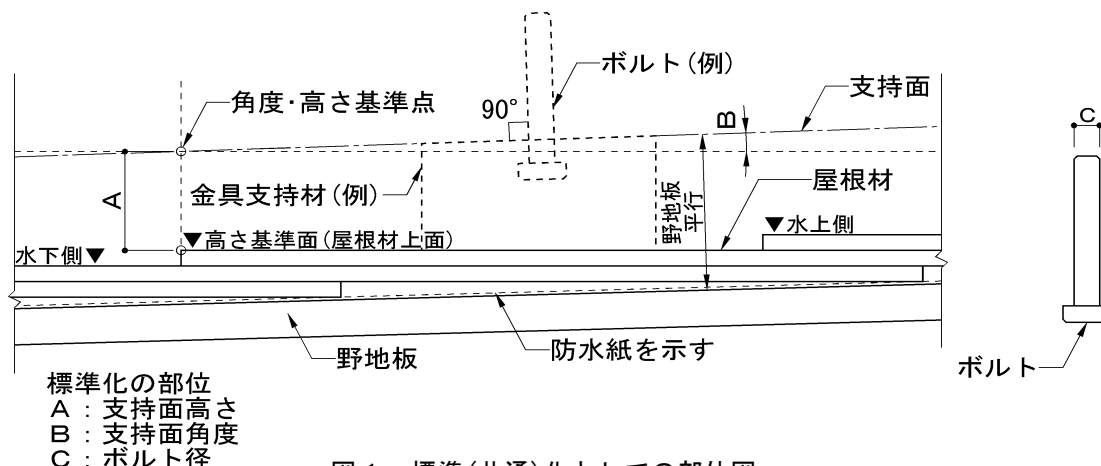 ボルト(例)
支持面
90°
B
C
角度・高さ基準点
A
金具支持材(例)
野地板
平行
屋根材
▼高さ基準面(屋根材上面)
▼水上側
水下側▼
野地板
防水紙を示す
ボルト
標準化の部位
A:支持面高さ
B:支持面角度
C:ボルト径